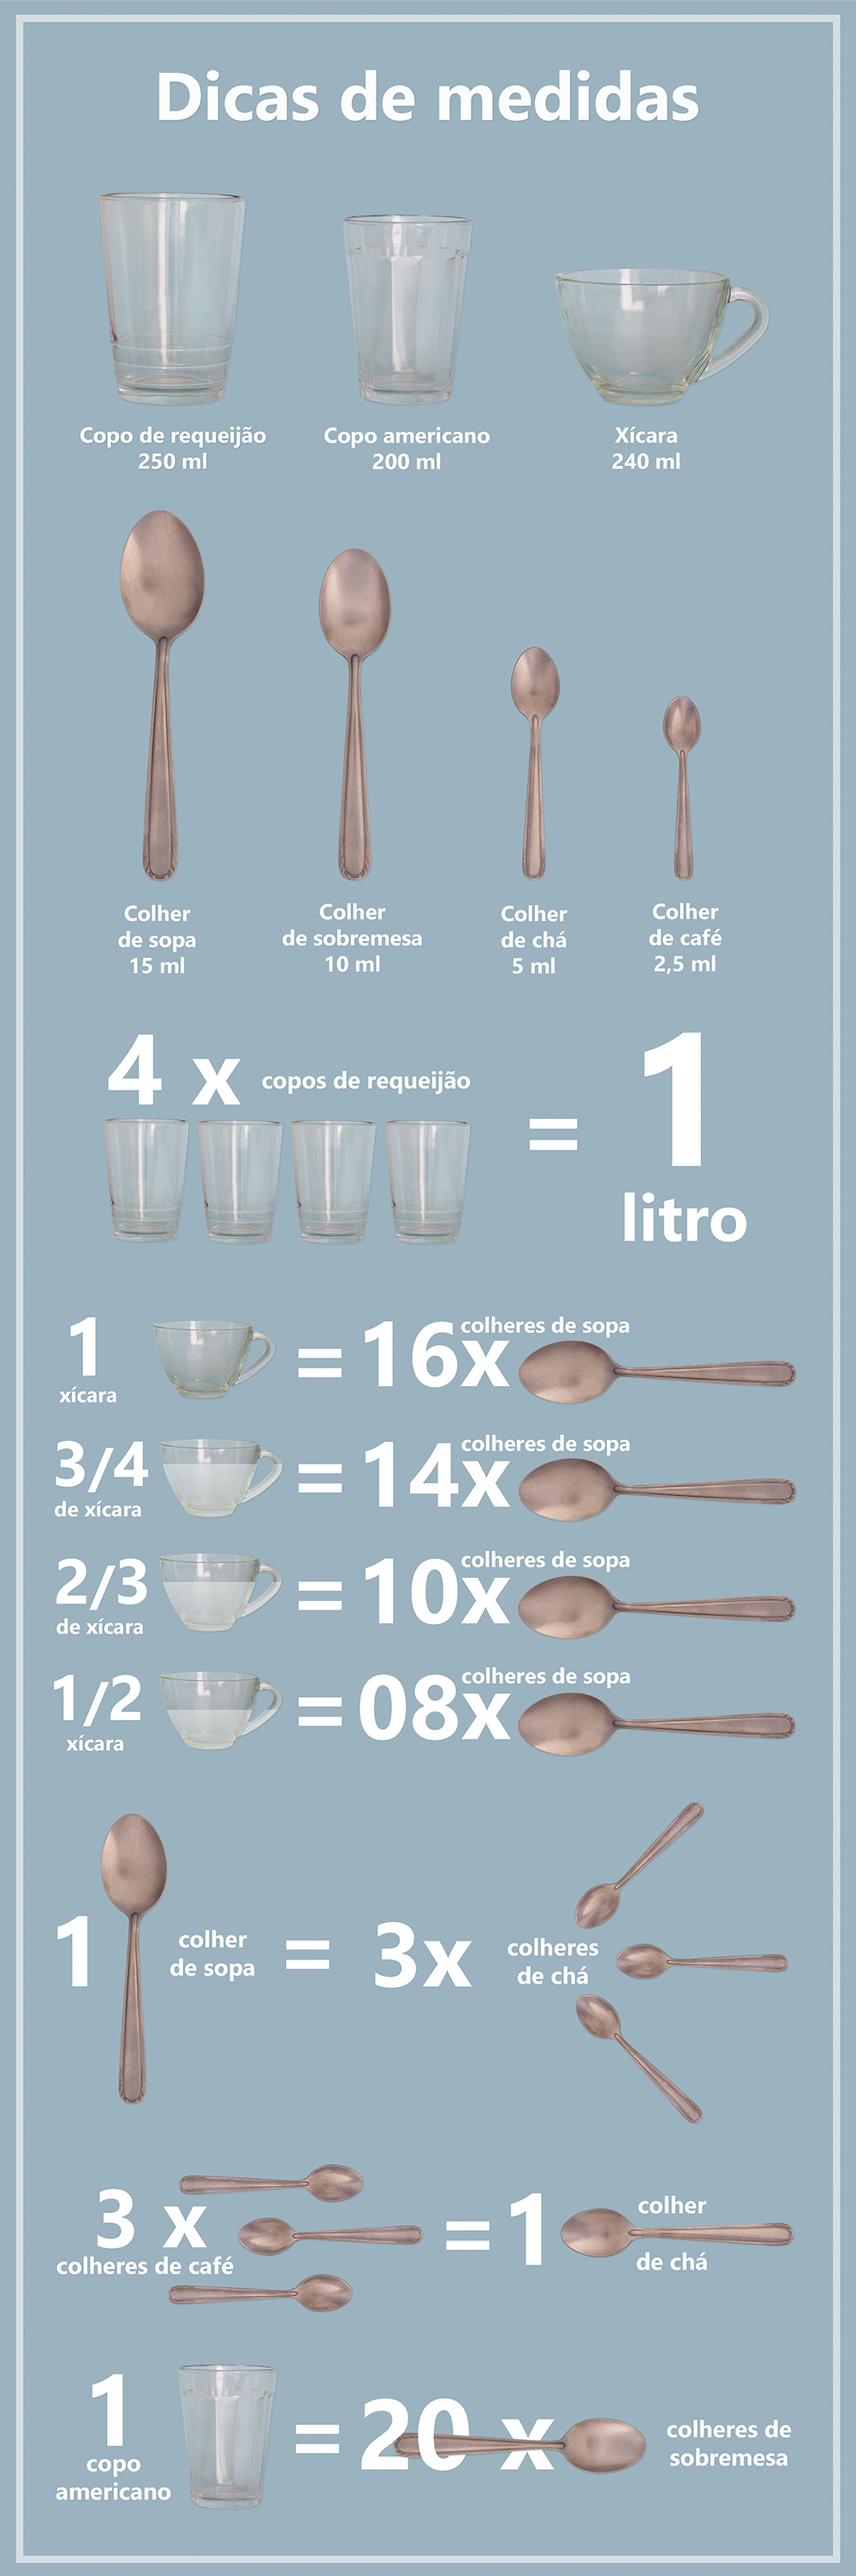 Dicas de medidas
Copo de requeijão
250 ml
Copo americano
200 ml
Xícara
240 ml
Colher
de sopa
15 ml
Colher
de sobremesa
10 ml
Colher
de chá
5 ml
Colher
de café
2,5 ml
4 x copos de requeijão
=
1
litro
1
xícara
= 16x
colheres de sopa
3/4
de xícara
= 14x
colheres de sopa
2/3
de xícara
= 10x
colheres de sopa
1/2
xícara
= 08x
colheres de sopa
1
colher
de sopa
= 3x
colheres
de chá
3 x
colheres de café
= 1
colher
de chá
1
copo
americano
= 20 x
colheres de
sobremesa